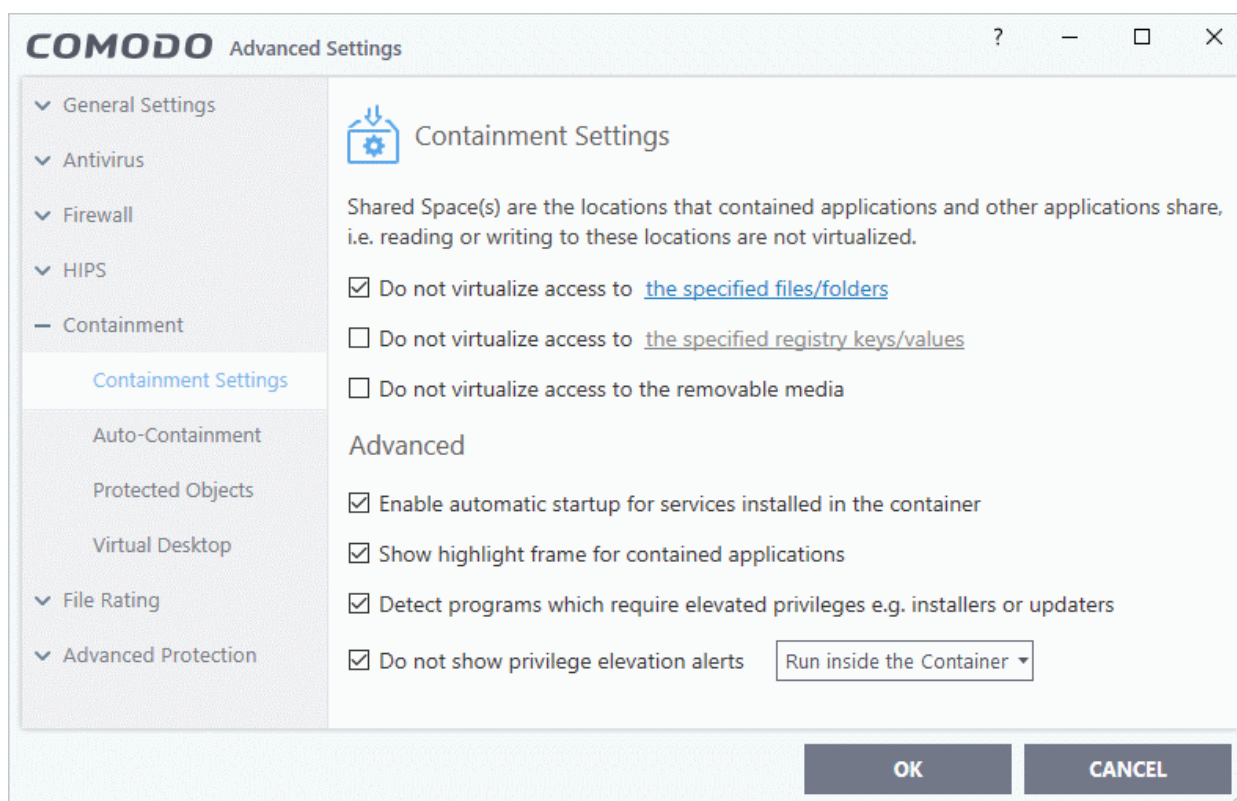 COMODO Advanced Settings ?
General Settings
Antivirus
Firewall
HIPS
Containment
Containment Settings
Auto-Containment
Protected Objects
Virtual Desktop
File Rating
Advanced Protection
Containment Settings
Shared Space(s) are the locations that contained applications and other applications share,
i.e. reading or writing to these locations are not virtualized.
Do not virtualize access to the specified files/folders
Do not virtualize access to the specified registry keys/values
Do not virtualize access to the removable media
Advanced
Enable automatic startup for services installed in the container
Show highlight frame for contained applications
Detect programs which require elevated privileges e.g. installers or updaters
Do not show privilege elevation alerts Run inside the Container
OK CANCEL